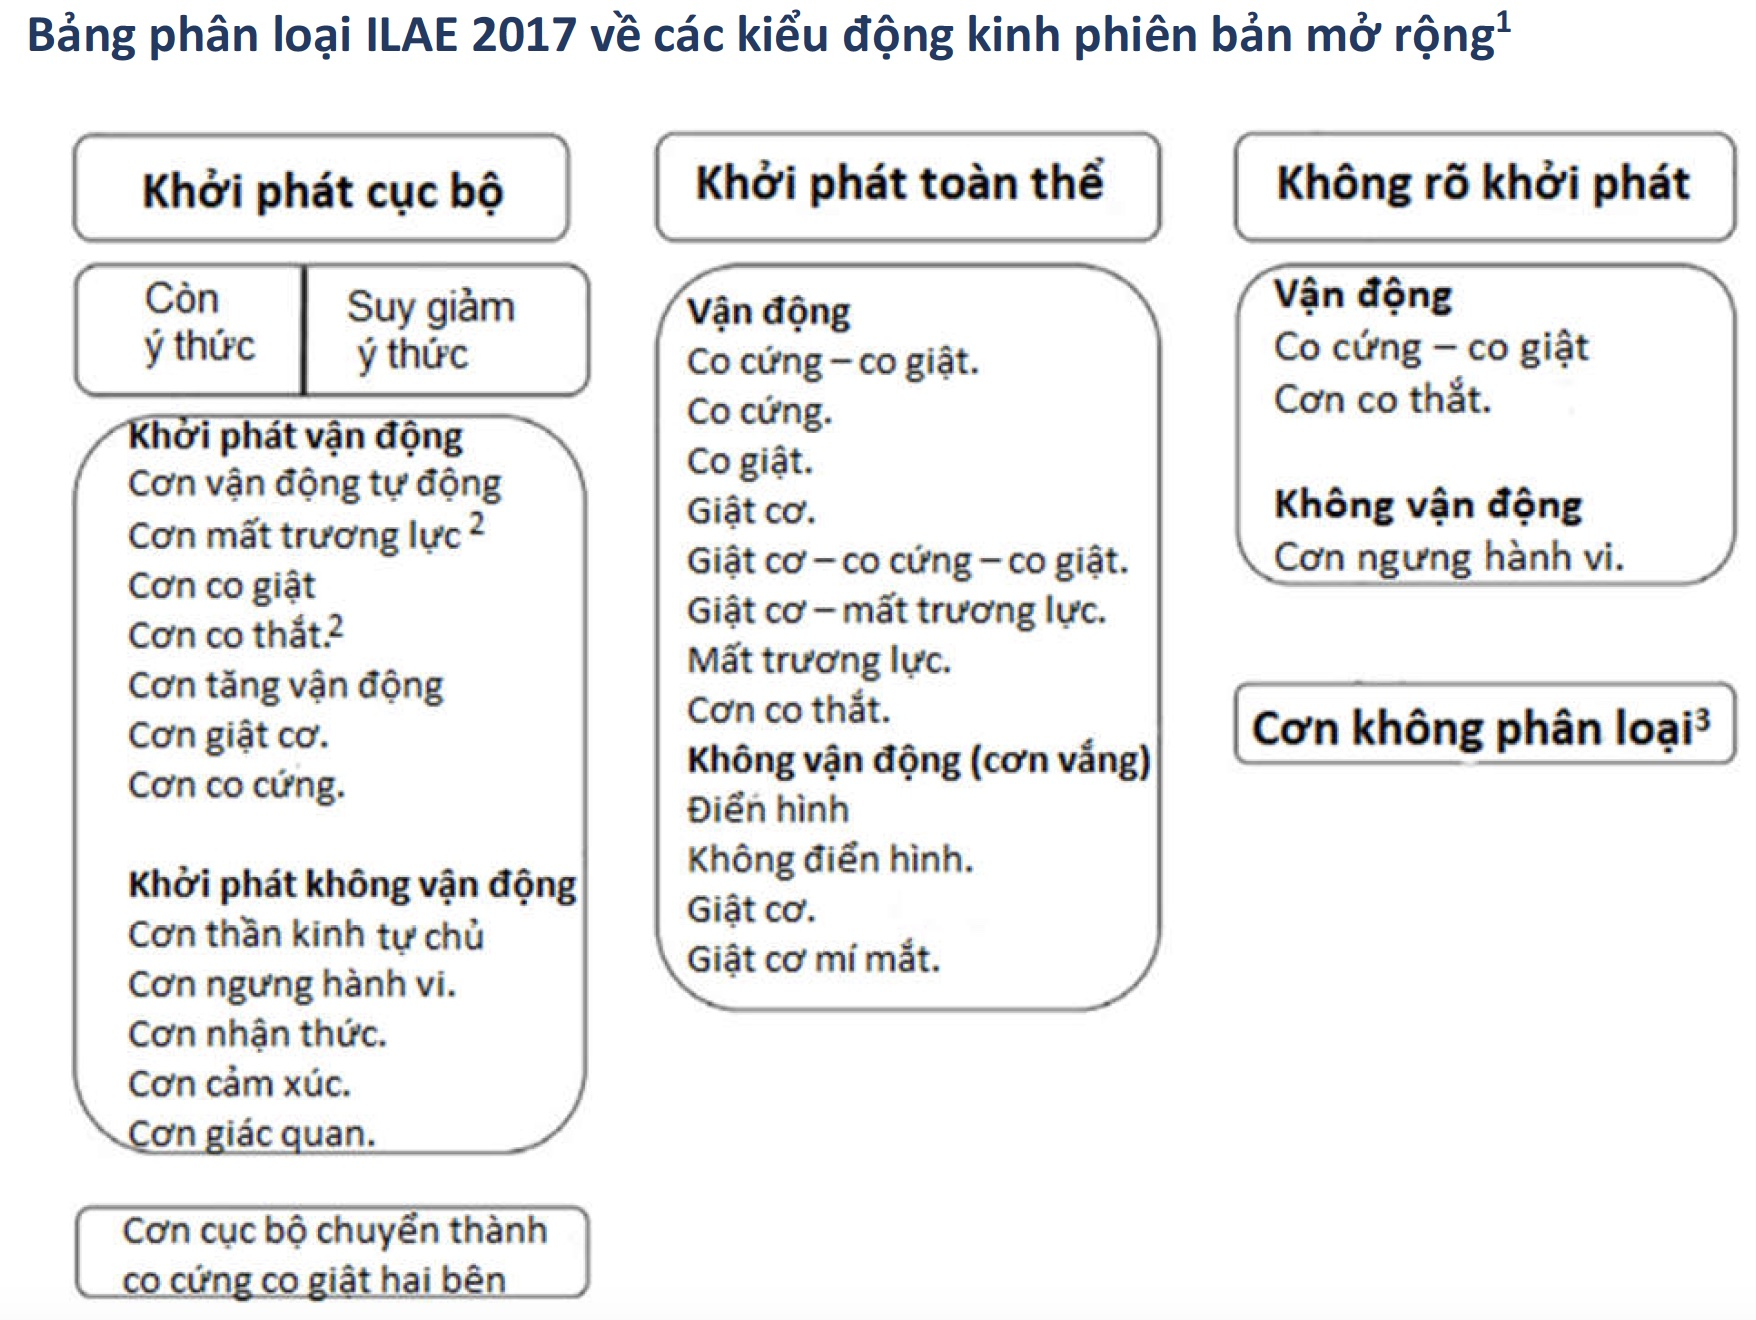 Bảng phân loại ILAE 2017 về các kiểu động kinh phiên bản mở rộng¹
Khởi phát cục bộ
Còn
ý thức
Suy giảm
ý thức
Khởi phát vận động
Cơn vận động tự động
Cơn mất trương lực ²
Cơn co giật
Cơn co thắt.²
Cơn tăng vận động
Cơn giật cơ.
Cơn co cứng.
Khởi phát không vận động
Cơn thần kinh tự chủ
Cơn ngưng hành vi.
Cơn nhận thức.
Cơn cảm xúc.
Cơn giác quan.
Cơn cục bộ chuyển thành
co cứng co giật hai bên
Khởi phát toàn thể
Vận động
Co cứng – co giật.
Co cứng.
Co giật.
Giật cơ.
Giật cơ – co cứng – co giật.
Giật cơ – mất trương lực.
Mất trương lực.
Cơn co thắt.
Không vận động (cơn vắng)
Điển hình
Không điển hình.
Giật cơ.
Giật cơ mí mắt.
Không rõ khởi phát
Vận động
Co cứng – co giật
Cơn co thắt.
Không vận động
Cơn ngưng hành vi.
Cơn không phân loại³